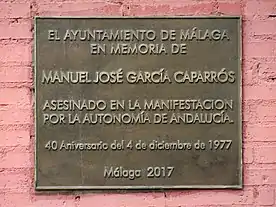 EL AYUNTAMIENTO DE MÁLAGA
EN MEMORIA DE
MANUEL JOSÉ GARCÍA CAPARRÓS
ASESINADO EN LA MANIFESTACION
POR LA AUTONOMÍA DE ANDALUCÍA.
40 Aniversario del 4 de diciembre de 1977
Málaga 2017